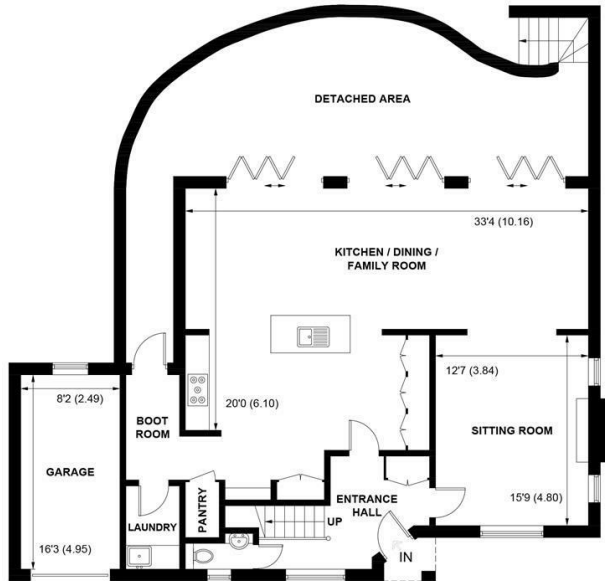 DETACHED AREA
33'4 (10.16)
KITCHEN / DINING /
FAMILY ROOM
12'7 (3.84)
8'2 (2.49)
20'0 (6.10)
BOOT
ROOM
SITTING ROOM
GARAGE
PANTRY
ENTRANCE
HALL
15'9 (4.80)
LAUNDRY
UP
16'3 (4.95)
IN